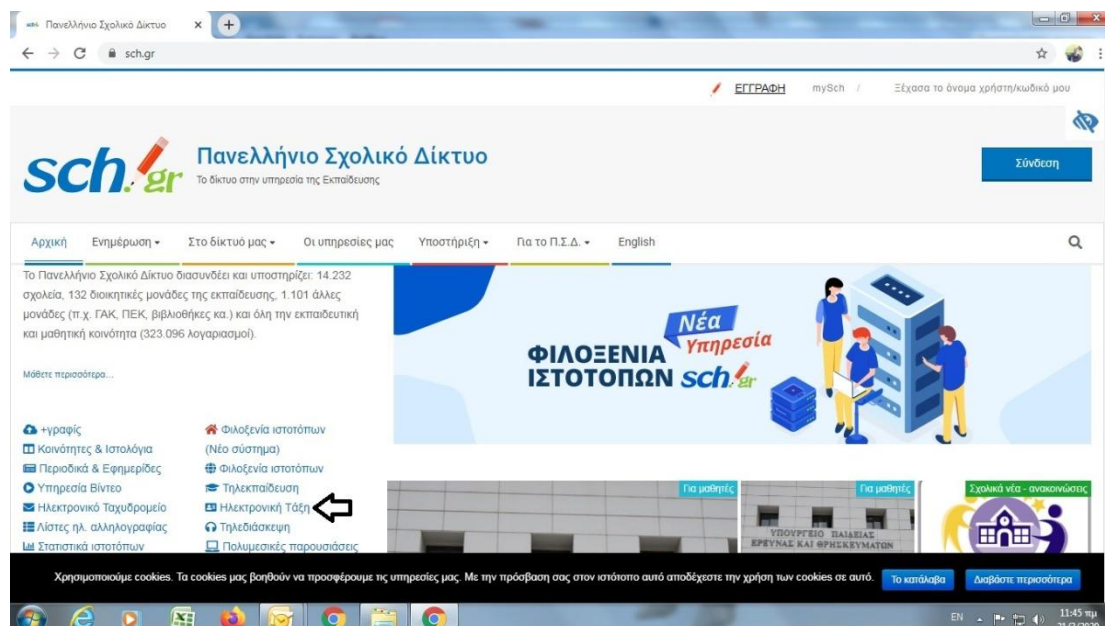 Πανελλήνιο Σχολικό Δίκτυο
sch.gr
ΕΓΓΡΑΦΗ mySch / Ξέχασα το όνομα χρήστη/κωδικό μου
sch.gr
Πανελλήνιο Σχολικό Δίκτυο
Το δίκτυο στην υπηρεσία της Εκπαίδευσης
Σύνδεση
Αρχική Ενημέρωση Στο δίκτυό μας Οι υπηρεσίες μας Υποστήριξη Για το Π.Σ.Δ. English
Το Πανελλήνιο Σχολικό Δίκτυο διασυνδέει και υποστηρίζει: 14.232
σχολεία, 132 διοικητικές μονάδες της εκπαίδευσης, 1.101 άλλες
μονάδες (π.χ. ΓΑΚ, ΠΕΚ, βιβλιοθήκες κα.) και όλη την εκπαιδευτική
και μαθητική κοινότητα (323.096 λογαριασμοί).
Μάθετε περισσότερα...
+γραφίς
Κοινότητες & Ιστολόγια
Περιοδικά & Εφημερίδες
Υπηρεσία Βίντεο
Ηλεκτρονικό Ταχυδρομείο
Λίστες ηλ. αλληλογραφίας
Στατιστικά ιστοτόπων
Φιλοξενία ιστοτόπων
(Νέο σύστημα)
Φιλοξενία ιστοτόπων
Τηλεκπαίδευση
Ηλεκτρονική Τάξη
Τηλεδιάσκεψη
Πολυμεσικές παρουσιάσεις
Νέα
Υπηρεσία
ΦΙΛΟΞΕΝΙΑ
ΙΣΤΟΤΟΠΩΝ sch.gr
Για μαθητές
Για μαθητές
ΥΠΟΥΡΓΕΙΟ ΠΑΙΔΕΙΑΣ
ΕΡΕΥΝΑΣ ΚΑΙ ΘΡΗΣΚΕΥΜΑΤΩΝ
Σχολικά νέα - ανακοινώσεις
Χρησιμοποιούμε cookies. Τα cookies μας βοηθούν να προσφέρουμε τις υπηρεσίες μας. Με την πρόσβαση σας στον ιστότοπο αυτό αποδέχεστε την χρήση των cookies σε αυτό. Το κατάλαβα Διαβάστε περισσότερα
EN
11:45 πμ